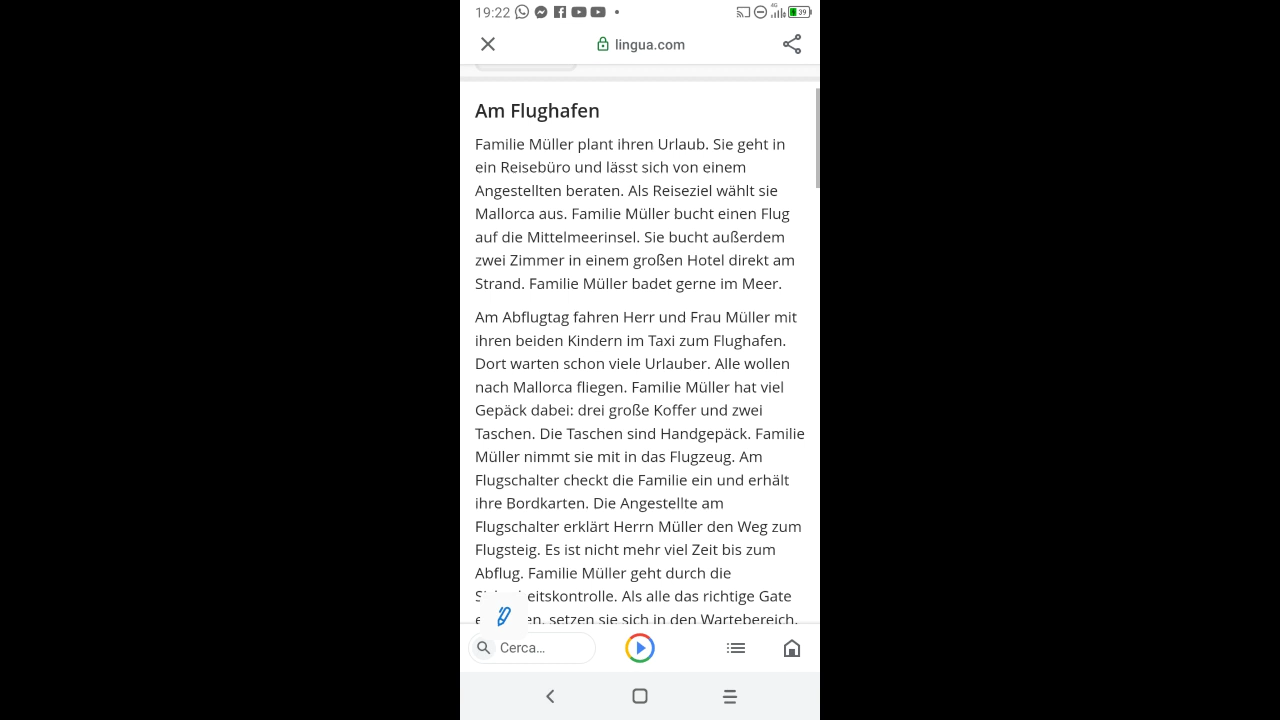 19:22
4G
39
lingua.com
Am Flughafen
Familie Müller plant ihren Urlaub. Sie geht in
ein Reisebüro und lässt sich von einem
Angestellten beraten. Als Reiseziel wählt sie
Mallorca aus. Familie Müller bucht einen Flug
auf die Mittelmeerinsel. Sie bucht außerdem
zwei Zimmer in einem großen Hotel direkt am
Strand. Familie Müller badet gerne im Meer.
Am Abflugtag fahren Herr und Frau Müller mit
ihren beiden Kindern im Taxi zum Flughafen.
Dort warten schon viele Urlauber. Alle wollen
nach Mallorca fliegen. Familie Müller hat viel
Gepäck dabei: drei große Koffer und zwei
Taschen. Die Taschen sind Handgepäck. Familie
Müller nimmt sie mit in das Flugzeug. Am
Flugschalter checkt die Familie ein und erhält
ihre Bordkarten. Die Angestellte am
Flugschalter erklärt Herrn Müller den Weg zum
Flugsteig. Es ist nicht mehr viel Zeit bis zum
Abflug. Familie Müller geht durch die
eitskontrolle. Als alle das richtige Gate
en, setzen sie sich in den Wartebereich.
Cerca...